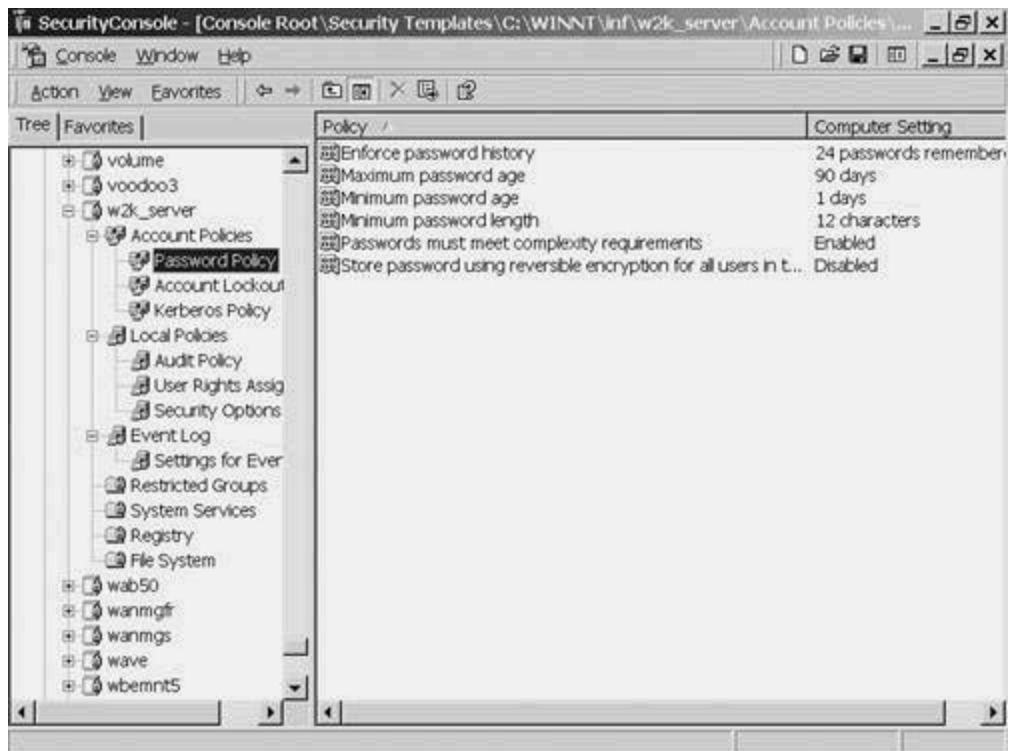 SecurityConsole - [Console Root\Security Templates\C:\WINNT\inf\w2k_server\Account Policies\...
Console Window Help
Action View Favorites
Tree Favorites
Policy Computer Setting
volume
voodoo3
w2k_server
Account Policies
Password Policy
Account Lockout
Kerberos Policy
Local Policies
Audit Policy
User Rights Assig
Security Options
Event Log
Settings for Ever
Restricted Groups
System Services
Registry
File System
wab50
wanmgfr
wanmgs
wave
wbemnt5
Enforce password history 24 passwords remember
Maximum password age 90 days
Minimum password age 1 days
Minimum password length 12 characters
Passwords must meet complexity requirements Enabled
Store password using reversible encryption for all users in t... Disabled